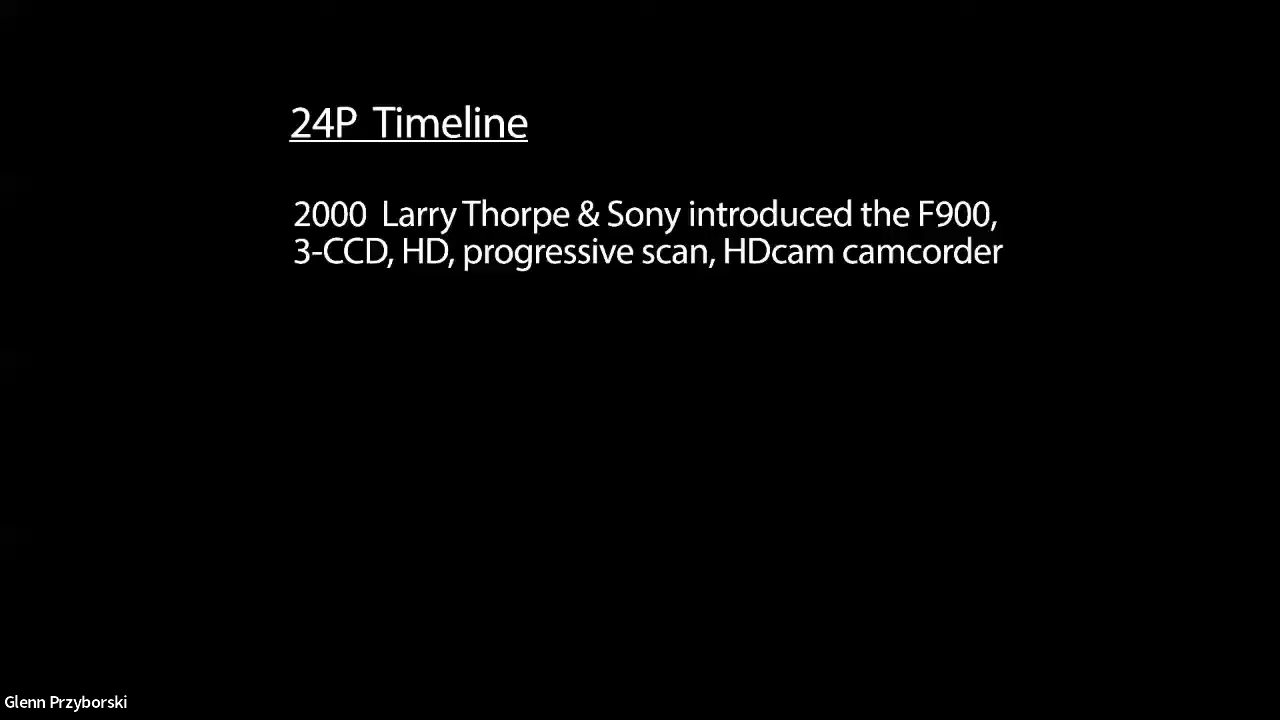 24P Timeline
2000 Larry Thorpe & Sony introduced the F900,
3-CCD, HD, progressive scan, HDcam camcorder
Glenn Przyborski